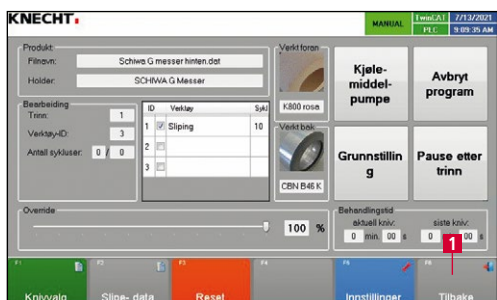 KNECHT.
MANUAL
TwinCAT 7/13/2021
PLC 9:09:35 AM
Produkt:
Filnavn: Schiwa G messer hinten.dat
Holder: SCHIWA G Messer
Bearbeiding
Trinn: 1
Verktøy-ID: 3
Antall sykluser: 0 / 0
ID Verktøy Sykl
1 Sliping 10
2
3
Verkt foran
K800 rosa
Verkt bak
CBN B46 K
Kjøle-
middel-
pumpe
Avbryt
program
Grunnstillin
g
Pause etter
trinn
Override
100 %
Behandlingstid
aktuell kniv: siste kniv:
0 min. 00 s 0 00 s
1
F1 F2 F3 F4
Knivvalg Slipe- data Reset Innstillinger Tilbake